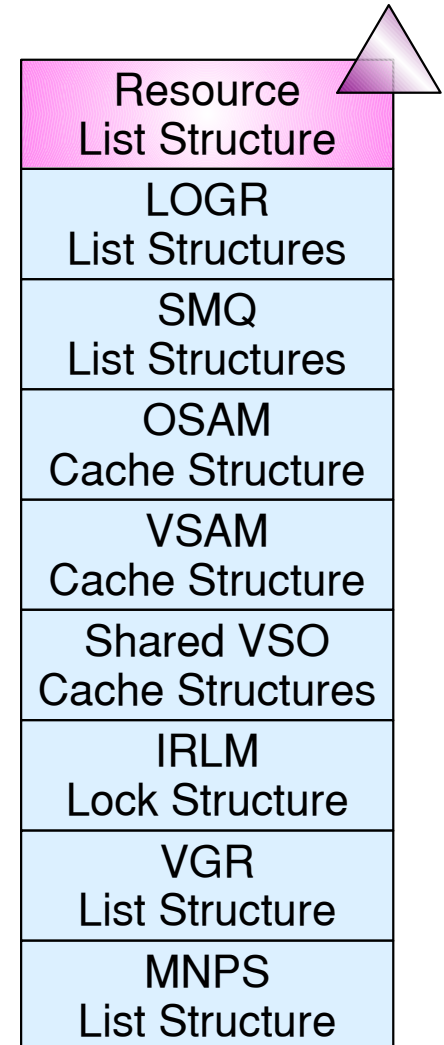 Resource
List Structure
LOGR
List Structures
SMQ
List Structures
OSAM
Cache Structure
VSAM
Cache Structure
Shared VSO
Cache Structures
IRLM
Lock Structure
VGR
List Structure
MNPS
List Structure